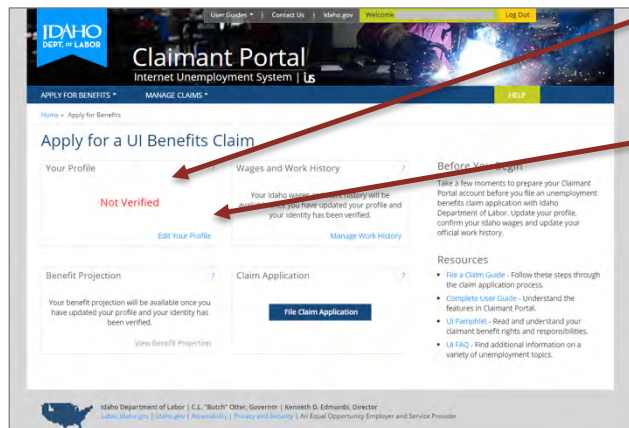 User Guides ▾ | Contact Us | Idaho.gov Welcome Log Out
IDAHO
DEPT. OF LABOR
Claimant Portal
Internet Unemployment System | iūs
APPLY FOR BENEFITS ▾ MANAGE CLAIMS ▾ HELP
Home » Apply for Benefits
Apply for a UI Benefits Claim
Your Profile ?
Not Verified
Edit Your Profile
Wages and Work History ?
Your Idaho wages and work history will be
available once you have updated your profile and
your identity has been verified.
Manage Work History
Benefit Projection ?
Your benefit projection will be available once you
have updated your profile and your identity has
been verified.
View Benefit Projection
Claim Application ?
File Claim Application
Before You Begin
Take a few moments to prepare your Claimant
Portal account before you file an unemployment
benefits claim application with Idaho
Department of Labor. Update your profile,
confirm your Idaho wages and update your
official work history.
Resources
• File a Claim Guide - Follow these steps through
the claim application process.
• Complete User Guide - Understand the
features in Claimant Portal.
• UI Pamphlet - Read and understand your
claimant benefit rights and responsibilities.
• UI FAQ - Find additional information on a
variety of unemployment topics.
Idaho Department of Labor | C.L. "Butch" Otter, Governor | Kenneth D. Edmunds, Director
Labor.Idaho.gov | Idaho.gov | Accessibility | Privacy and Security | An Equal Opportunity Employer and Service Provider